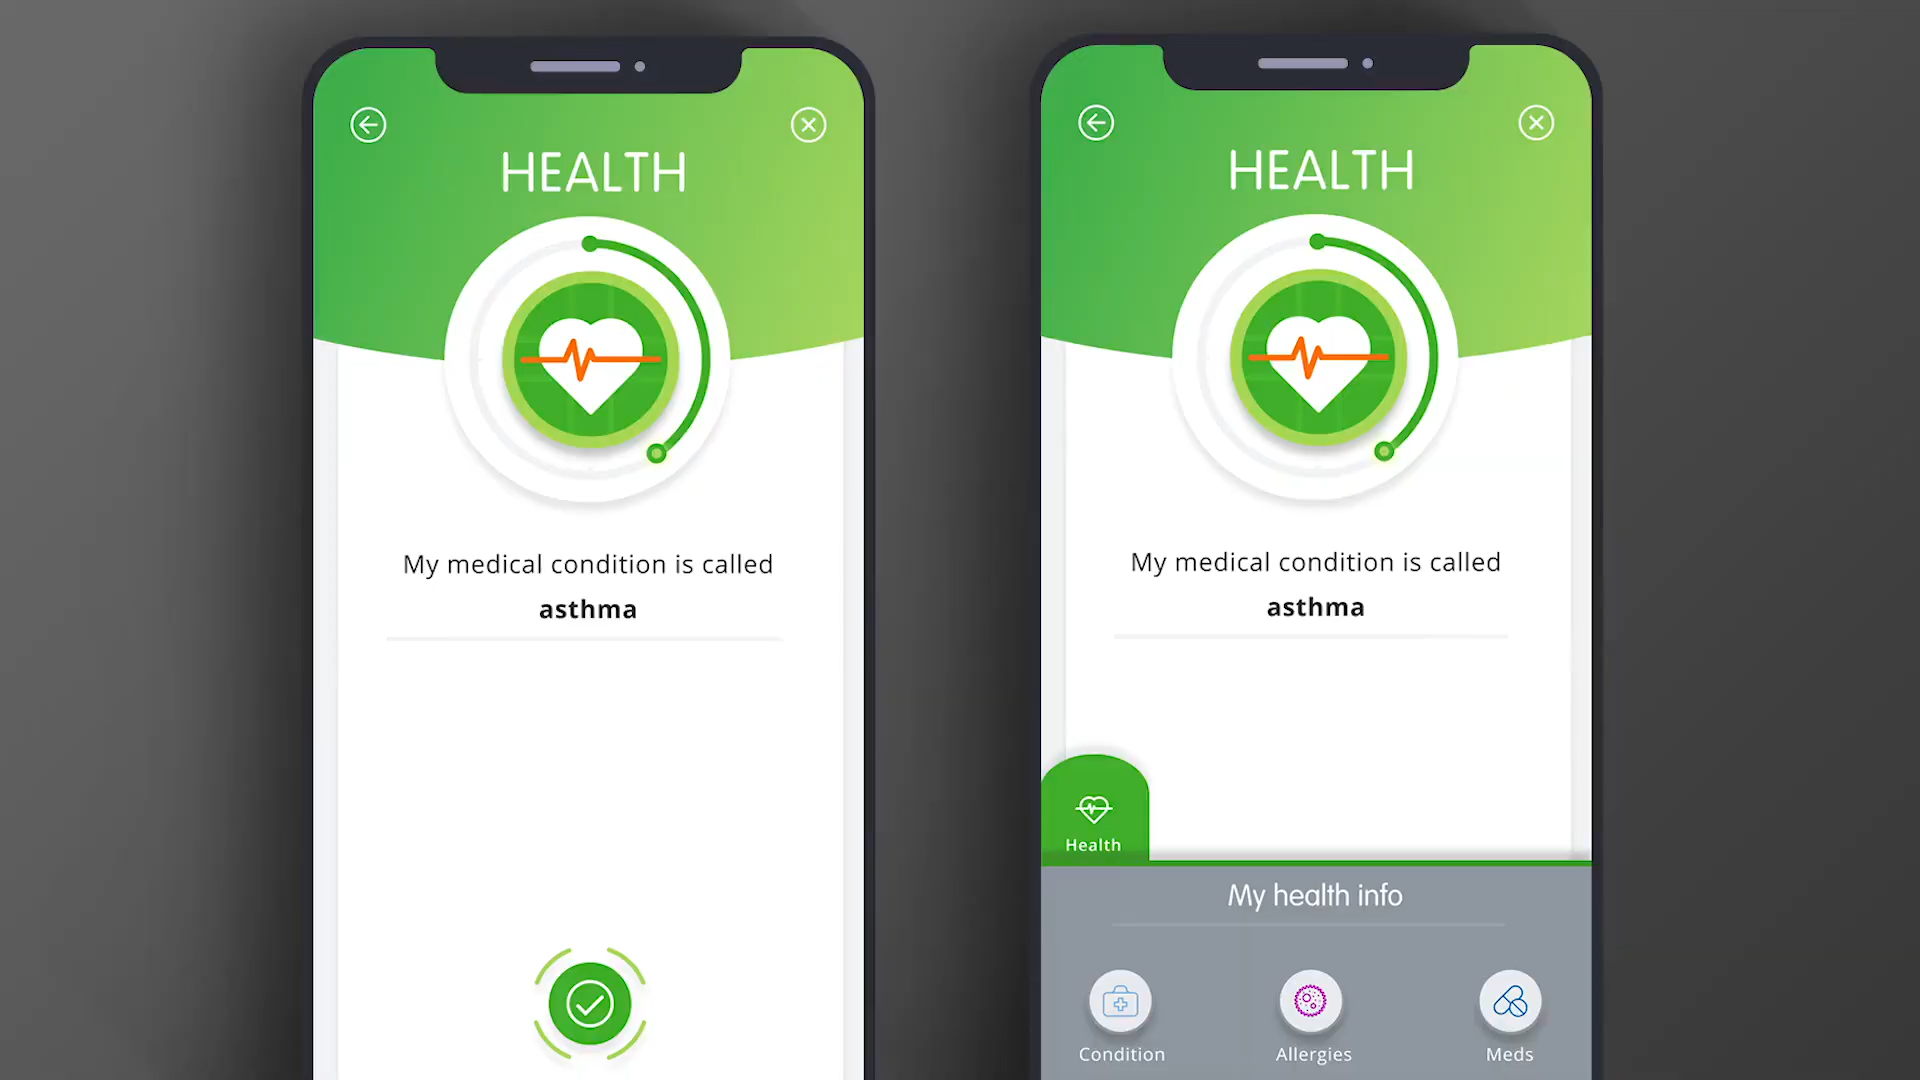 HEALTH
My medical condition is called
asthma
HEALTH
My medical condition is called
asthma
Health
My health info
Condition
Allergies
Meds